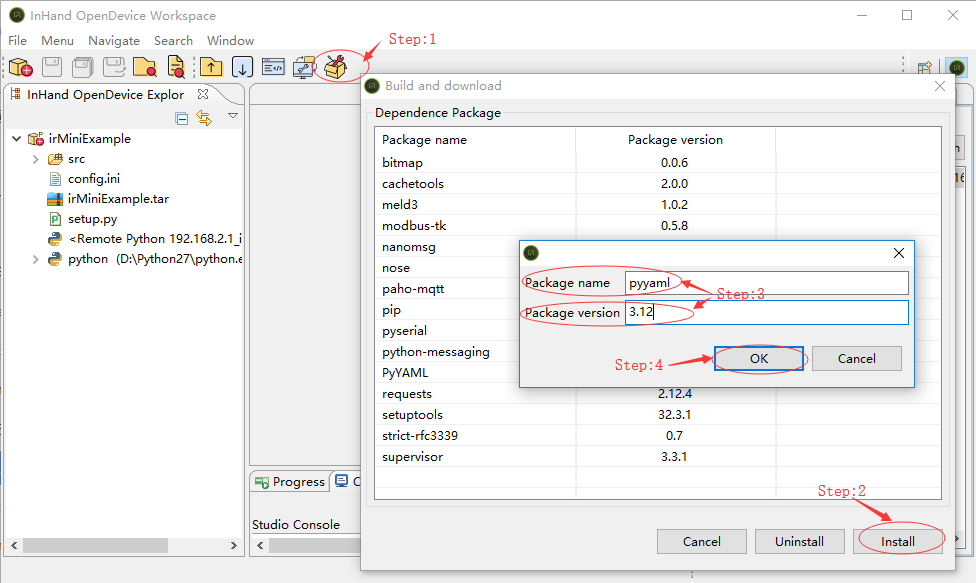 InHand OpenDevice Workspace
File Menu Navigate Search Window
Step:1
InHand OpenDevice Explor
irMiniExample
src
config.ini
irMiniExample.tar
setup.py
<Remote Python 192.168.2.1_i
python (D:\Python27\python.e
Build and download
Dependence Package
Package name Package version
bitmap 0.0.6
cachetools 2.0.0
meld3 1.0.2
modbus-tk 0.5.8
nanomsg
nose
paho-mqtt
pip
pyserial
python-messaging
PyYAML
requests 2.12.4
setuptools 32.3.1
strict-rfc3339 0.7
supervisor 3.3.1
Package name pyyaml
Step:3
Package version 3.12
Step:4
OK Cancel
Step:2
Cancel Uninstall Install
Progress C
Studio Console